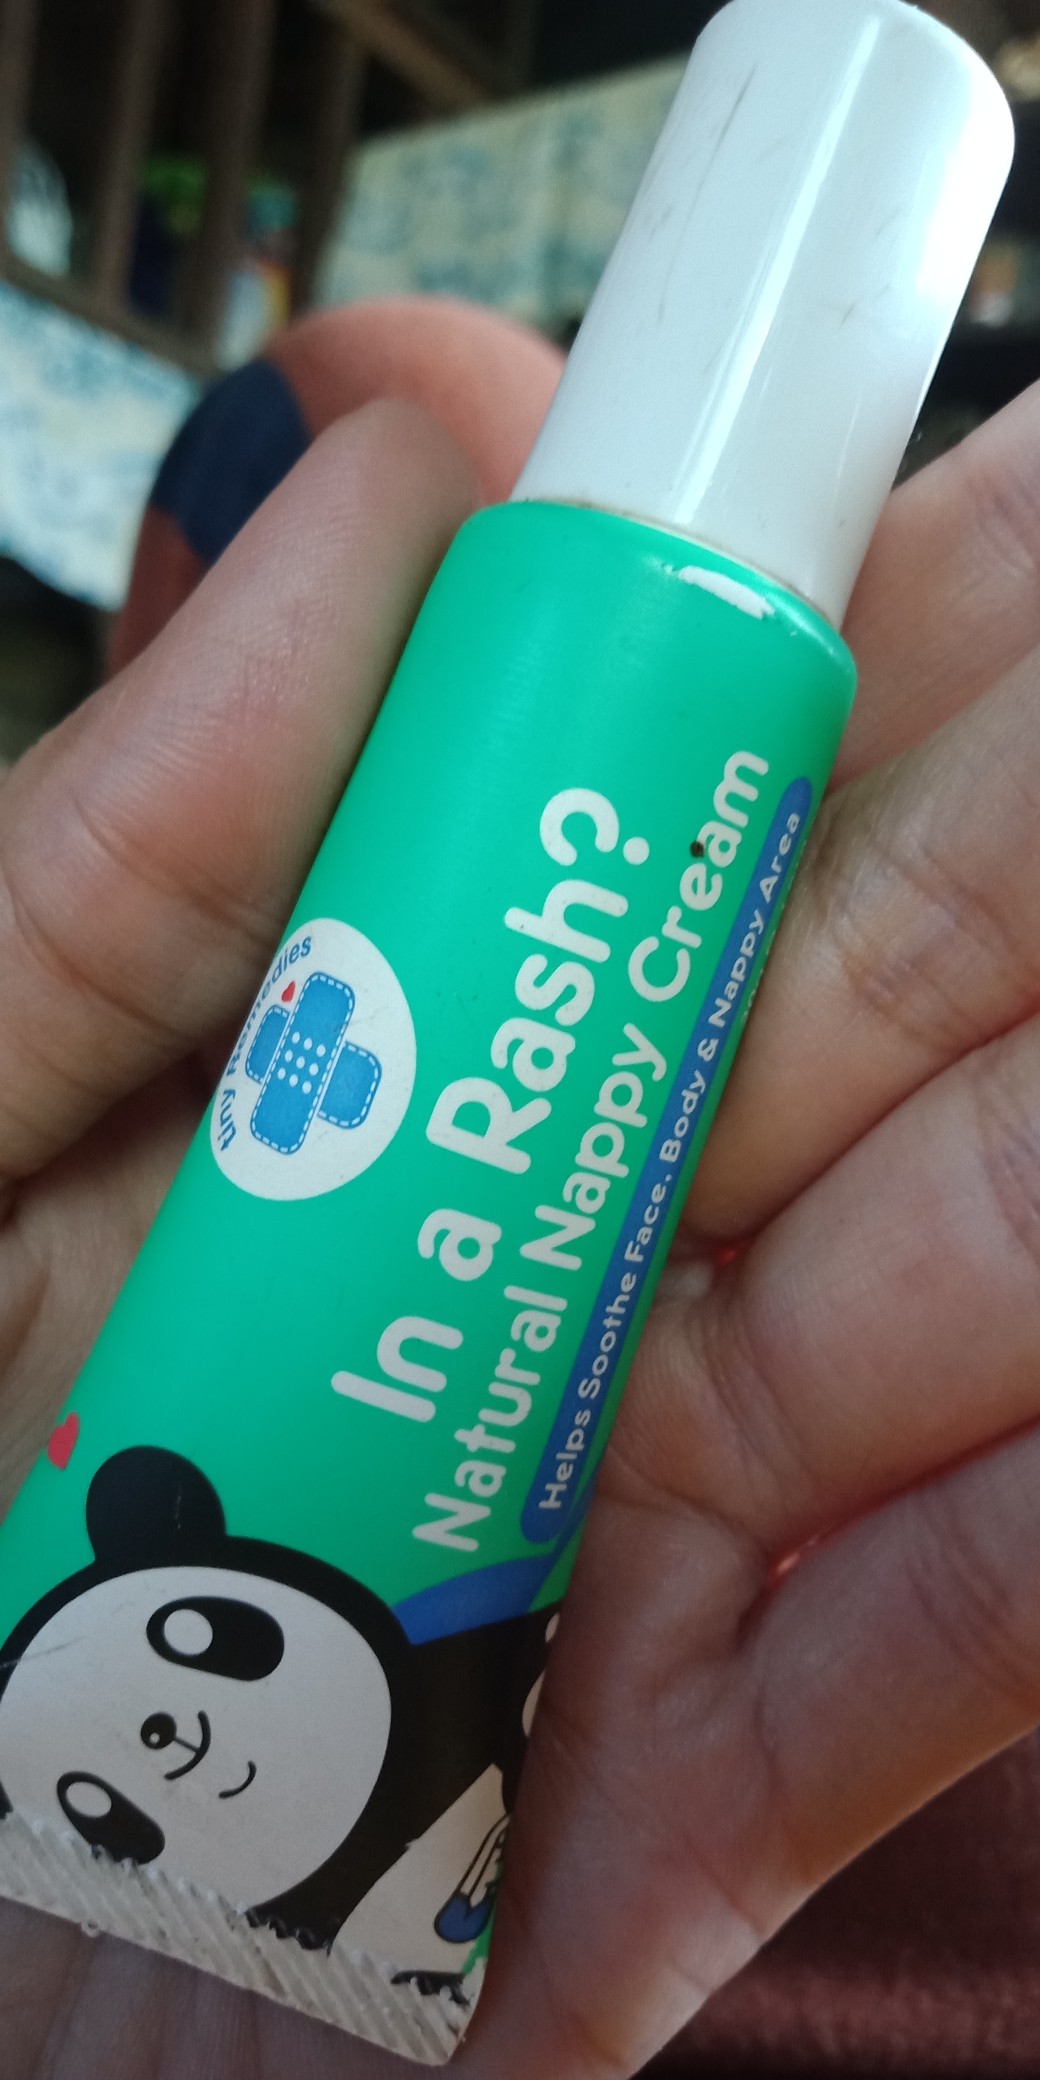 tiny Remedies
In a Rash?
Natural Nappy Cream
Helps Soothe Face, Body & Nappy Area